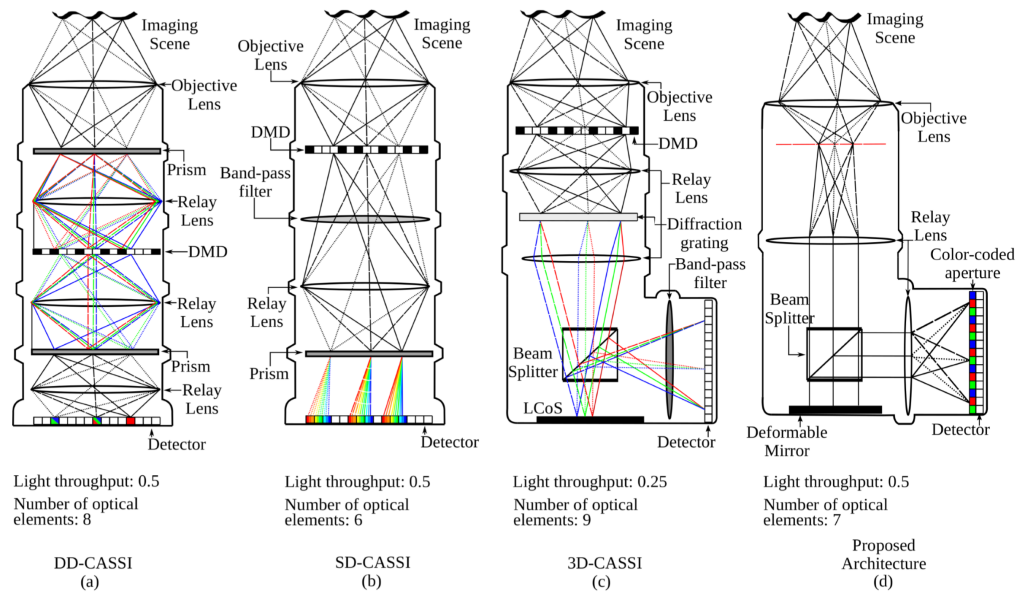 Imaging
Scene
Objective
Lens
Prism
Relay
Lens
DMD
Relay
Lens
Prism
Relay
Lens
Detector
Light throughput: 0.5
Number of optical
elements: 8
DD-CASSI
(a)
Imaging
Scene
Objective
Lens
DMD
Band-pass
filter
Relay
Lens
Prism
Detector
Light throughput: 0.5
Number of optical
elements: 6
SD-CASSI
(b)
Imaging
Scene
Objective
Lens
DMD
Relay
Lens
Diffraction
grating
Band-pass
filter
Beam
Splitter
LCoS
Detector
Light throughput: 0.25
Number of optical
elements: 9
3D-CASSI
(c)
Imaging
Scene
Objective
Lens
Relay
Lens
Color-coded
aperture
Beam
Splitter
Deformable
Mirror
Detector
Light throughput: 0.5
Number of optical
elements: 7
Proposed
Architecture
(d)